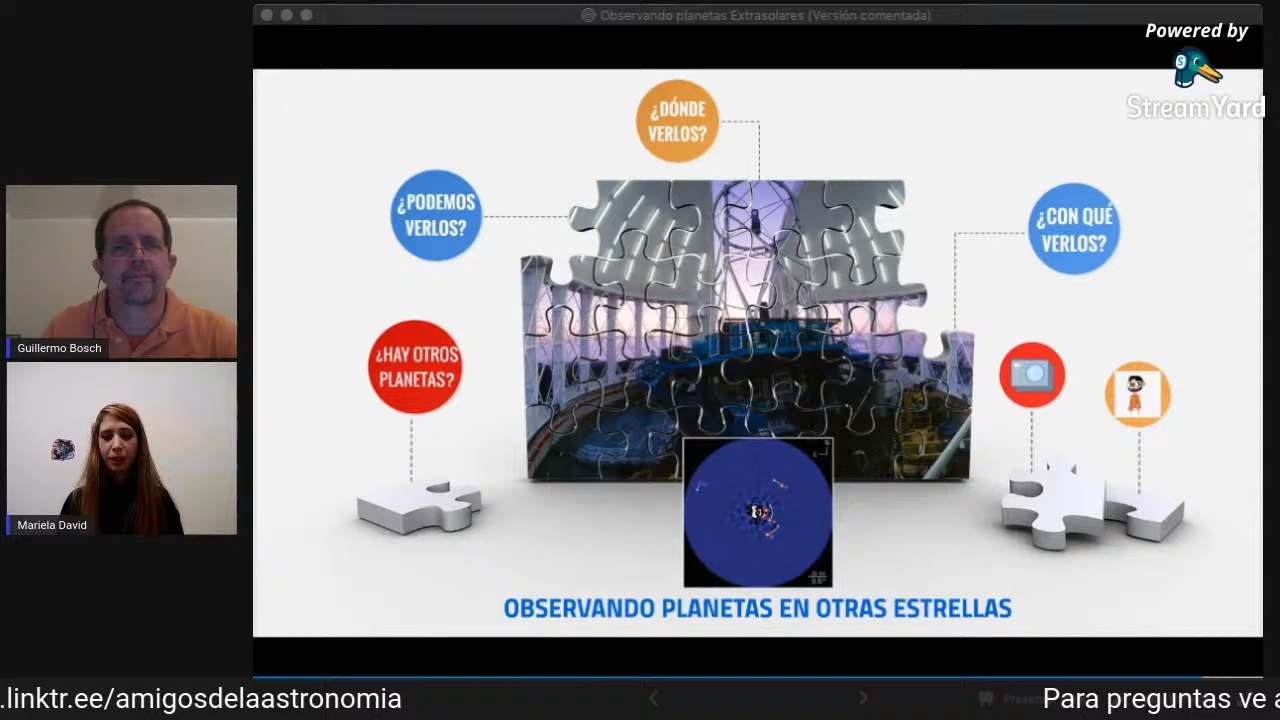 Observando planetas Extrasolares (Versión comentada)
Powered by
StreamYard
¿DÓNDE
VERLOS?
¿PODEMOS
VERLOS?
¿CON QUÉ
VERLOS?
¿HAY OTROS
PLANETAS?
Guillermo Bosch
Mariela David
OBSERVANDO PLANETAS EN OTRAS ESTRELLAS
.linktr.ee/amigosdelaastronomia
Para preguntas ve a